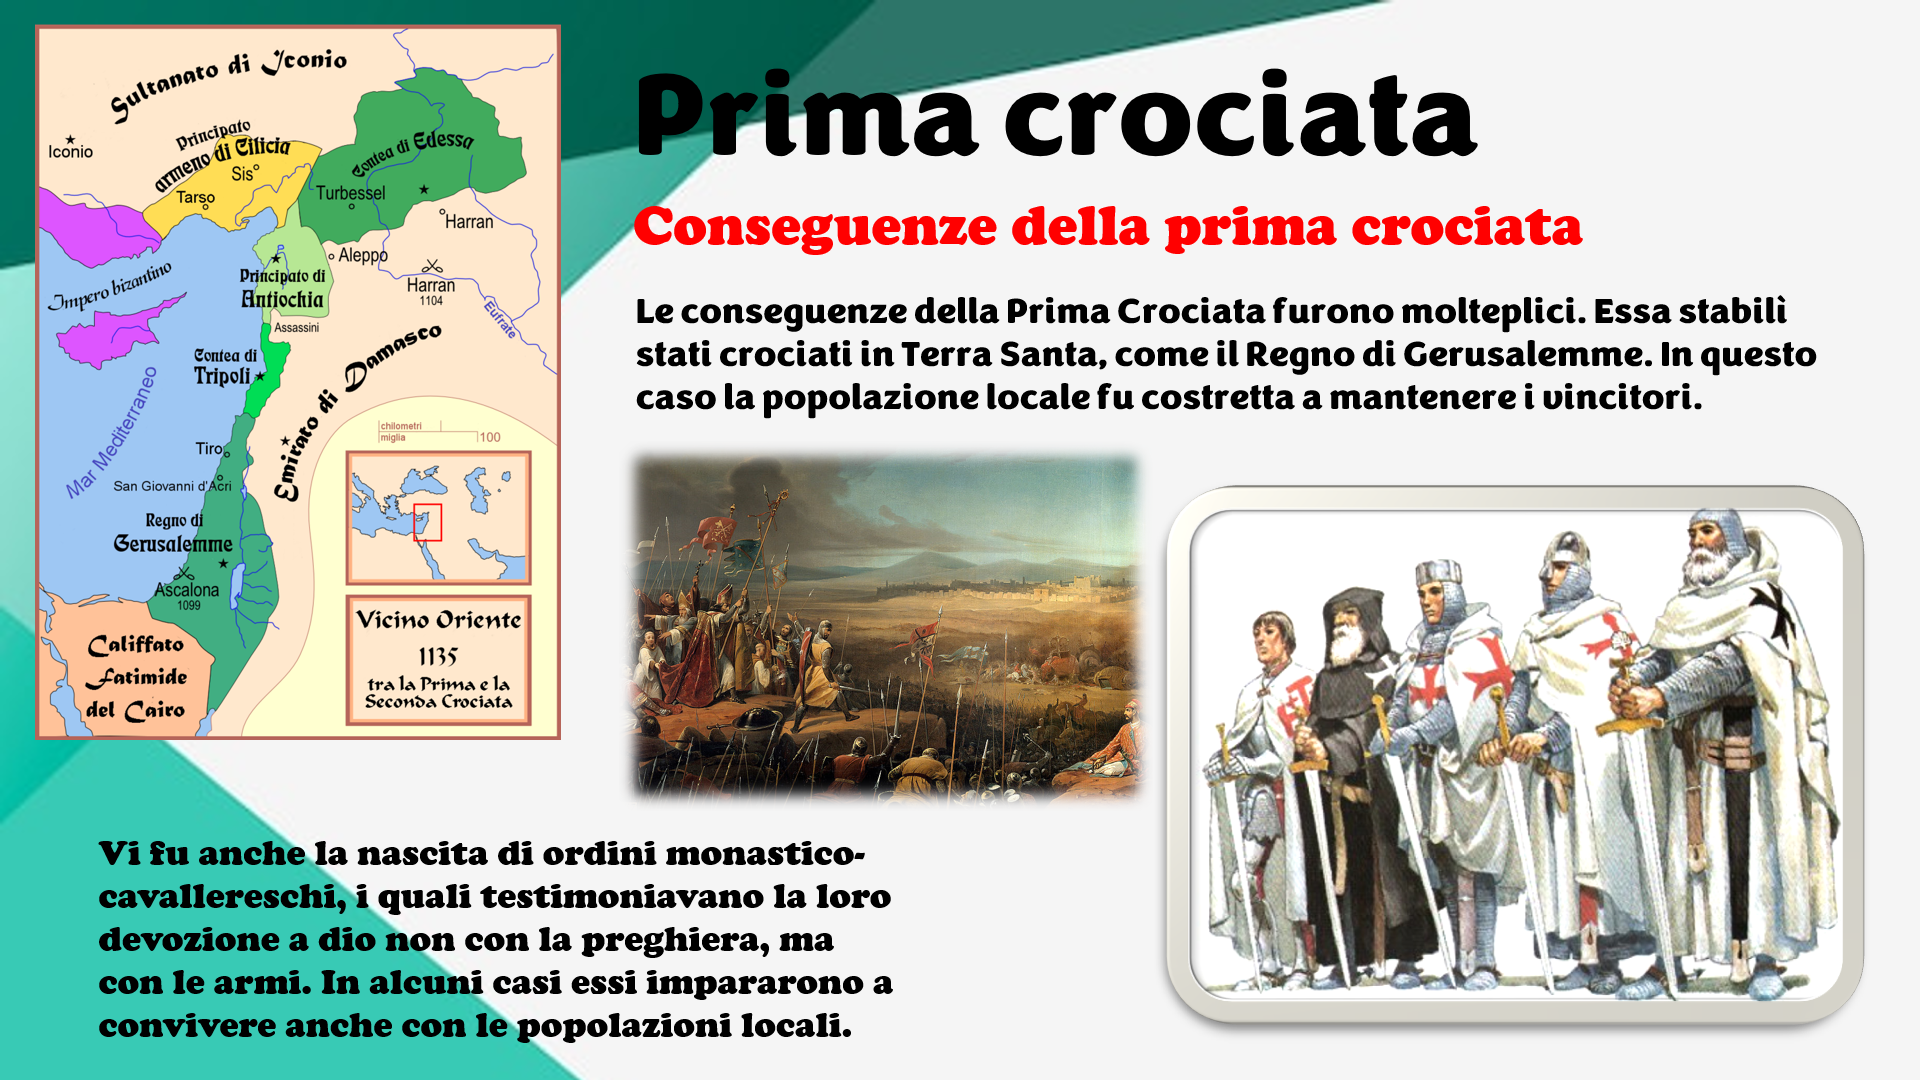 Prima crociata
Conseguenze della prima crociata
Le conseguenze della Prima Crociata furono molteplici. Essa stabilì
stati crociati in Terra Santa, come il Regno di Gerusalemme. In questo
caso la popolazione locale fu costretta a mantenere i vincitori.
Sultanato di Iconio
Iconio
Principato
armeno di Cilicia
Sis
Tarso
Contea di Edessa
Turbessel
Harran
Aleppo
Harran
1104
Eufrate
Impero bizantino
Principato di
Antiochia
Assassini
Contea di
Tripoli
Emirato di Damasco
Mar Mediterraneo
Tiro
San Giovanni d'Acri
Regno di
Gerusalemme
Ascalona
1099
Califfato
Fatimide
del Cairo
chilometri
miglia
100
Vicino Oriente
1135
tra la Prima e la
Seconda Crociata
Vi fu anche la nascita di ordini monastico-
cavallereschi, i quali testimoniavano la loro
devozione a dio non con la preghiera, ma
con le armi. In alcuni casi essi impararono a
convivere anche con le popolazioni locali.